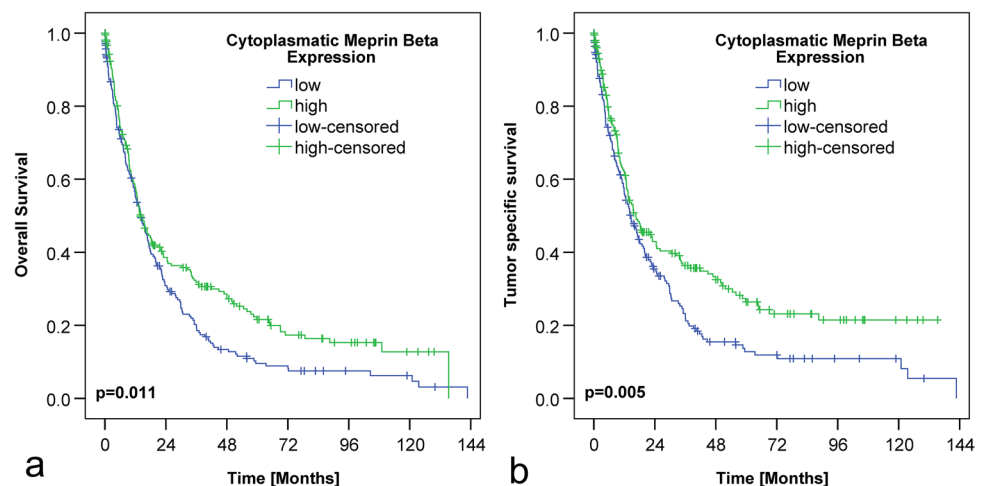 Cytoplasmatic Meprin Beta
Expression
low
high
low-censored
high-censored
Overall Survival
1.0
0.8
0.6
0.4
0.2
0.0
p=0.011
0 24 48 72 96 120 144
Time [Months]
a
Cytoplasmatic Meprin Beta
Expression
low
high
low-censored
high-censored
Tumor specific survival
1.0
0.8
0.6
0.4
0.2
0.0
p=0.005
0 24 48 72 96 120 144
Time [Months]
b